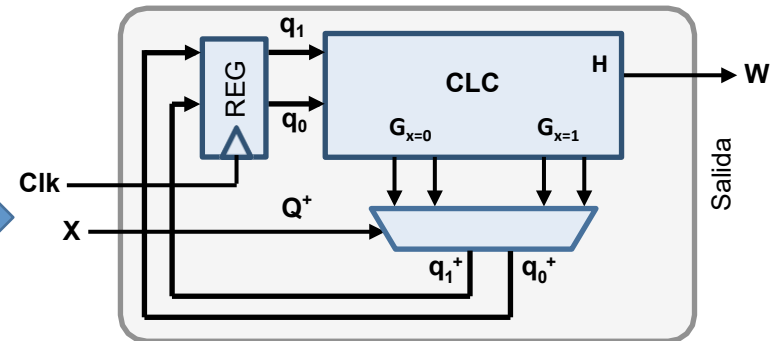 q₁
REG
q₀
CLC
H
W
Gₓ₌₀
Gₓ₌₁
Clk
X
Q⁺
q₁⁺
q₀⁺
Salida